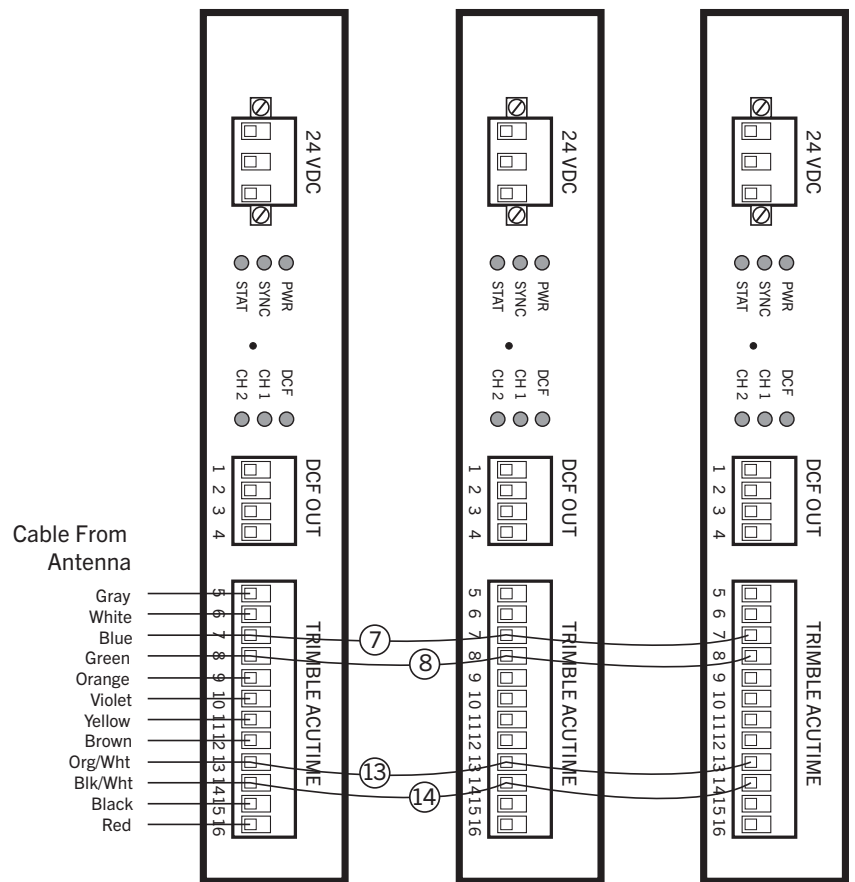 24 VDC
STAT
SYNC
PWR
CH 2
CH 1
DCF
DCF OUT
1
2
3
4
TRIMBLE ACUTIME
5
6
7
8
9
10
11
12
13
14
15
16
24 VDC
STAT
SYNC
PWR
CH 2
CH 1
DCF
DCF OUT
1
2
3
4
TRIMBLE ACUTIME
5
6
7
8
9
10
11
12
13
14
15
16
24 VDC
STAT
SYNC
PWR
CH 2
CH 1
DCF
DCF OUT
1
2
3
4
TRIMBLE ACUTIME
5
6
7
8
9
10
11
12
13
14
15
16
Cable From
Antenna
Gray
White
Blue
Green
Orange
Violet
Yellow
Brown
Org/Wht
Blk/Wht
Black
Red
7
8
13
14